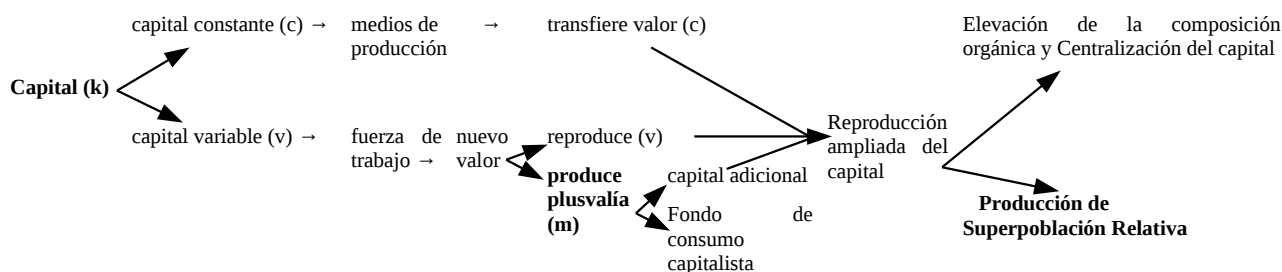 capital constante (c) → medios de → transfiere valor (c)
producción
Elevación de la composición
orgánica y Centralización del capital
Capital (k)
capital variable (v) → fuerza de nuevo reproduce (v)
trabajo → valor
produce
plusvalía
(m)
capital adicional
Fondo de
consumo
capitalista
Reproducción
ampliada del
capital
Producción de
Superpoblación Relativa